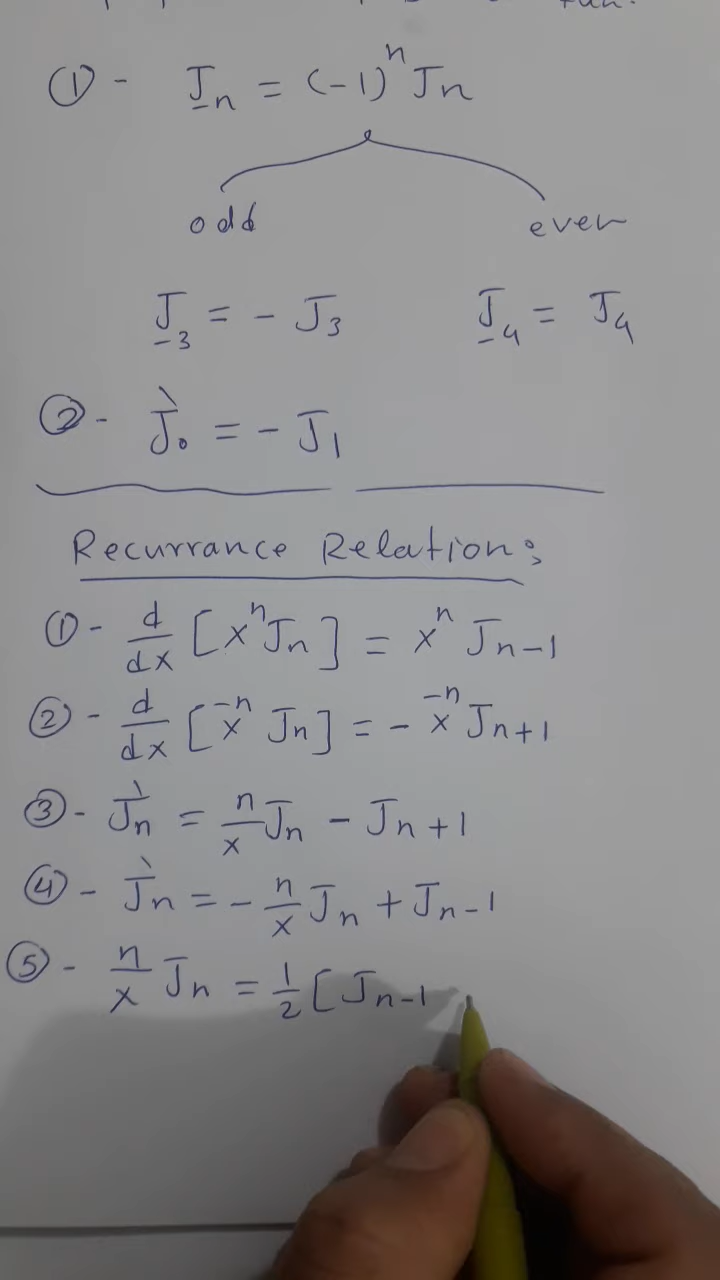 fun.
① - J₋n = (-1)ⁿ Jn
odd even
J₋₃ = - J₃ J₋₄ = J₄
② - J̀₀ = - J₁
Recurrance Relation:
① - d/dx [xⁿ Jn] = xⁿ Jn-1
② - d/dx [x⁻ⁿ Jn] = - x⁻ⁿ Jn+1
③ - J̀n = n/x Jn - Jn+1
④ - J̀n = - n/x Jn + Jn-1
⑤ - n/x Jn = 1/2 [Jn-1